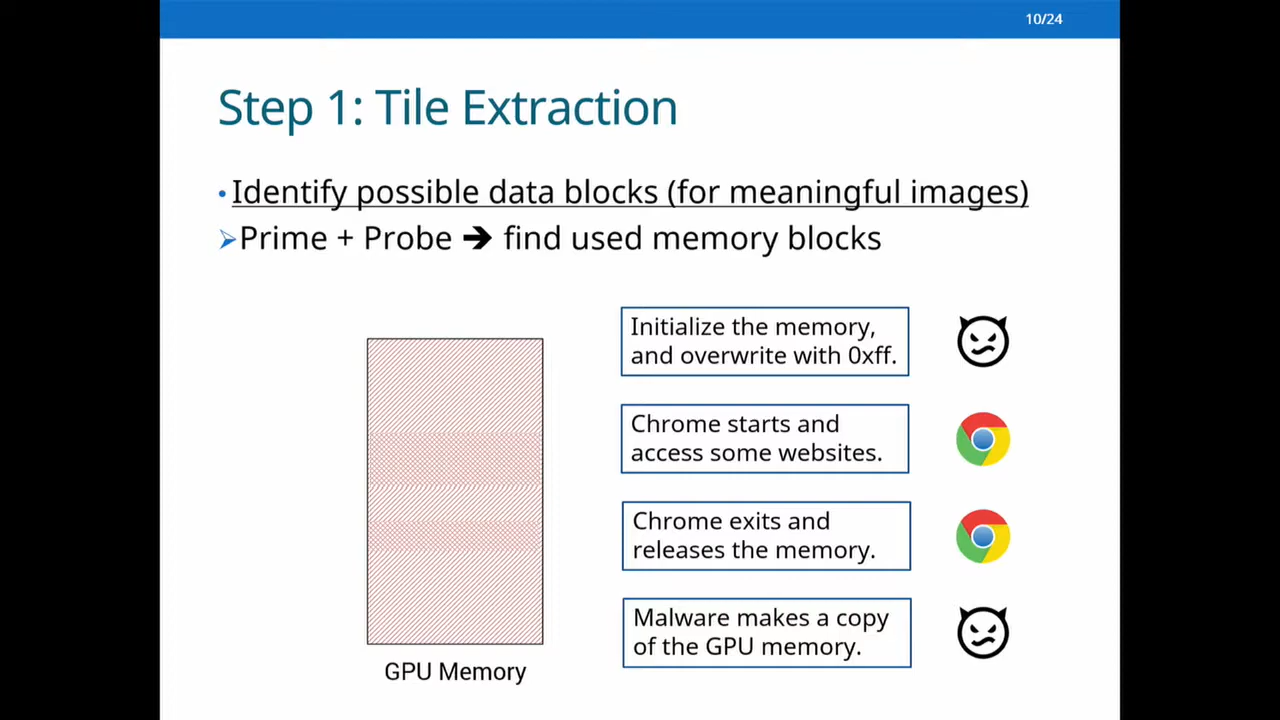 10/24
Step 1: Tile Extraction
• Identify possible data blocks (for meaningful images)
➢Prime + Probe ➔ find used memory blocks
Initialize the memory,
and overwrite with 0xff.
Chrome starts and
access some websites.
Chrome exits and
releases the memory.
Malware makes a copy
of the GPU memory.
GPU Memory